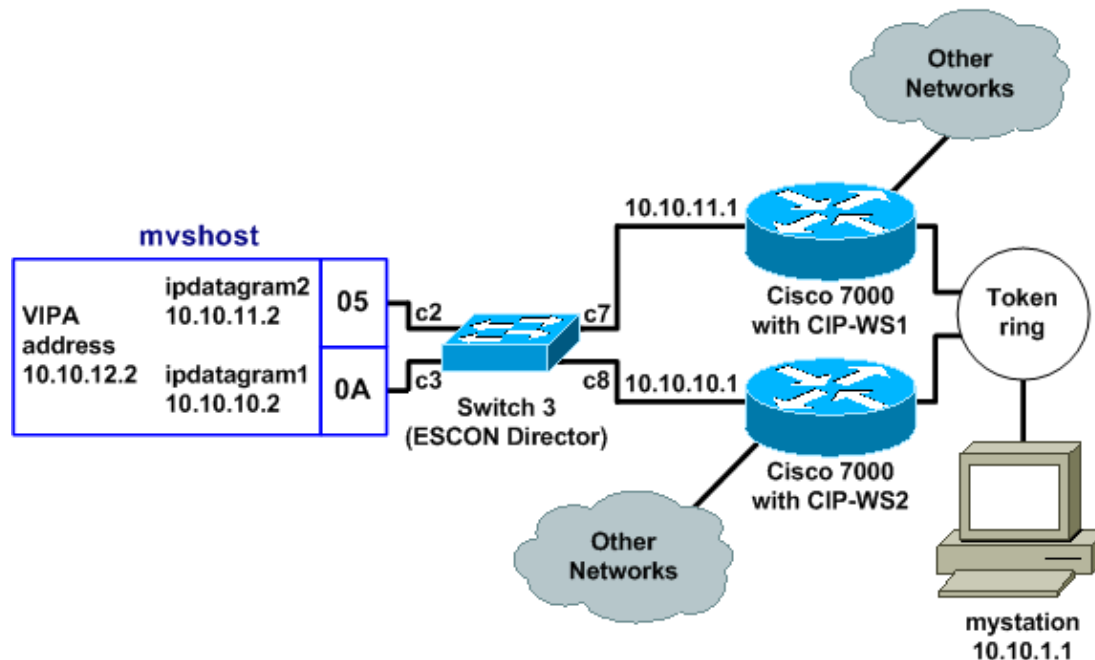 Other
Networks
10.10.11.1
mvshost
VIPA
address
10.10.12.2
ipdatagram2
10.10.11.2
05
ipdatagram1
10.10.10.2
0A
c2
c3
c7
c8
Switch 3
(ESCON Director)
Cisco 7000
with CIP-WS1
10.10.10.1
Cisco 7000
with CIP-WS2
Token
ring
Other
Networks
mystation
10.10.1.1